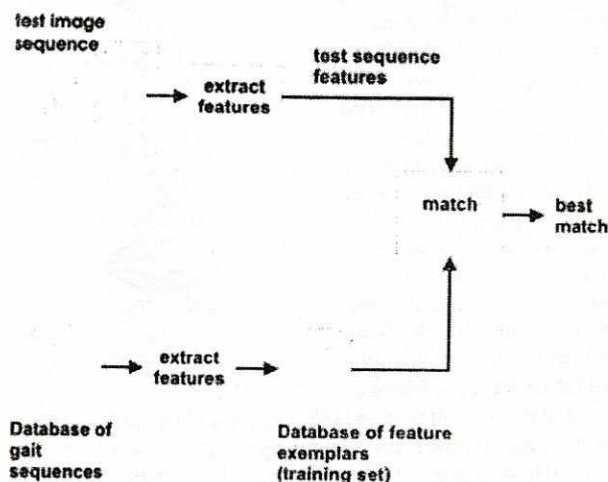 test image
sequence
extract
features
test sequence
features
match
best
match
extract
features
Database of
gait
sequences
Database of feature
exemplars
(training set)